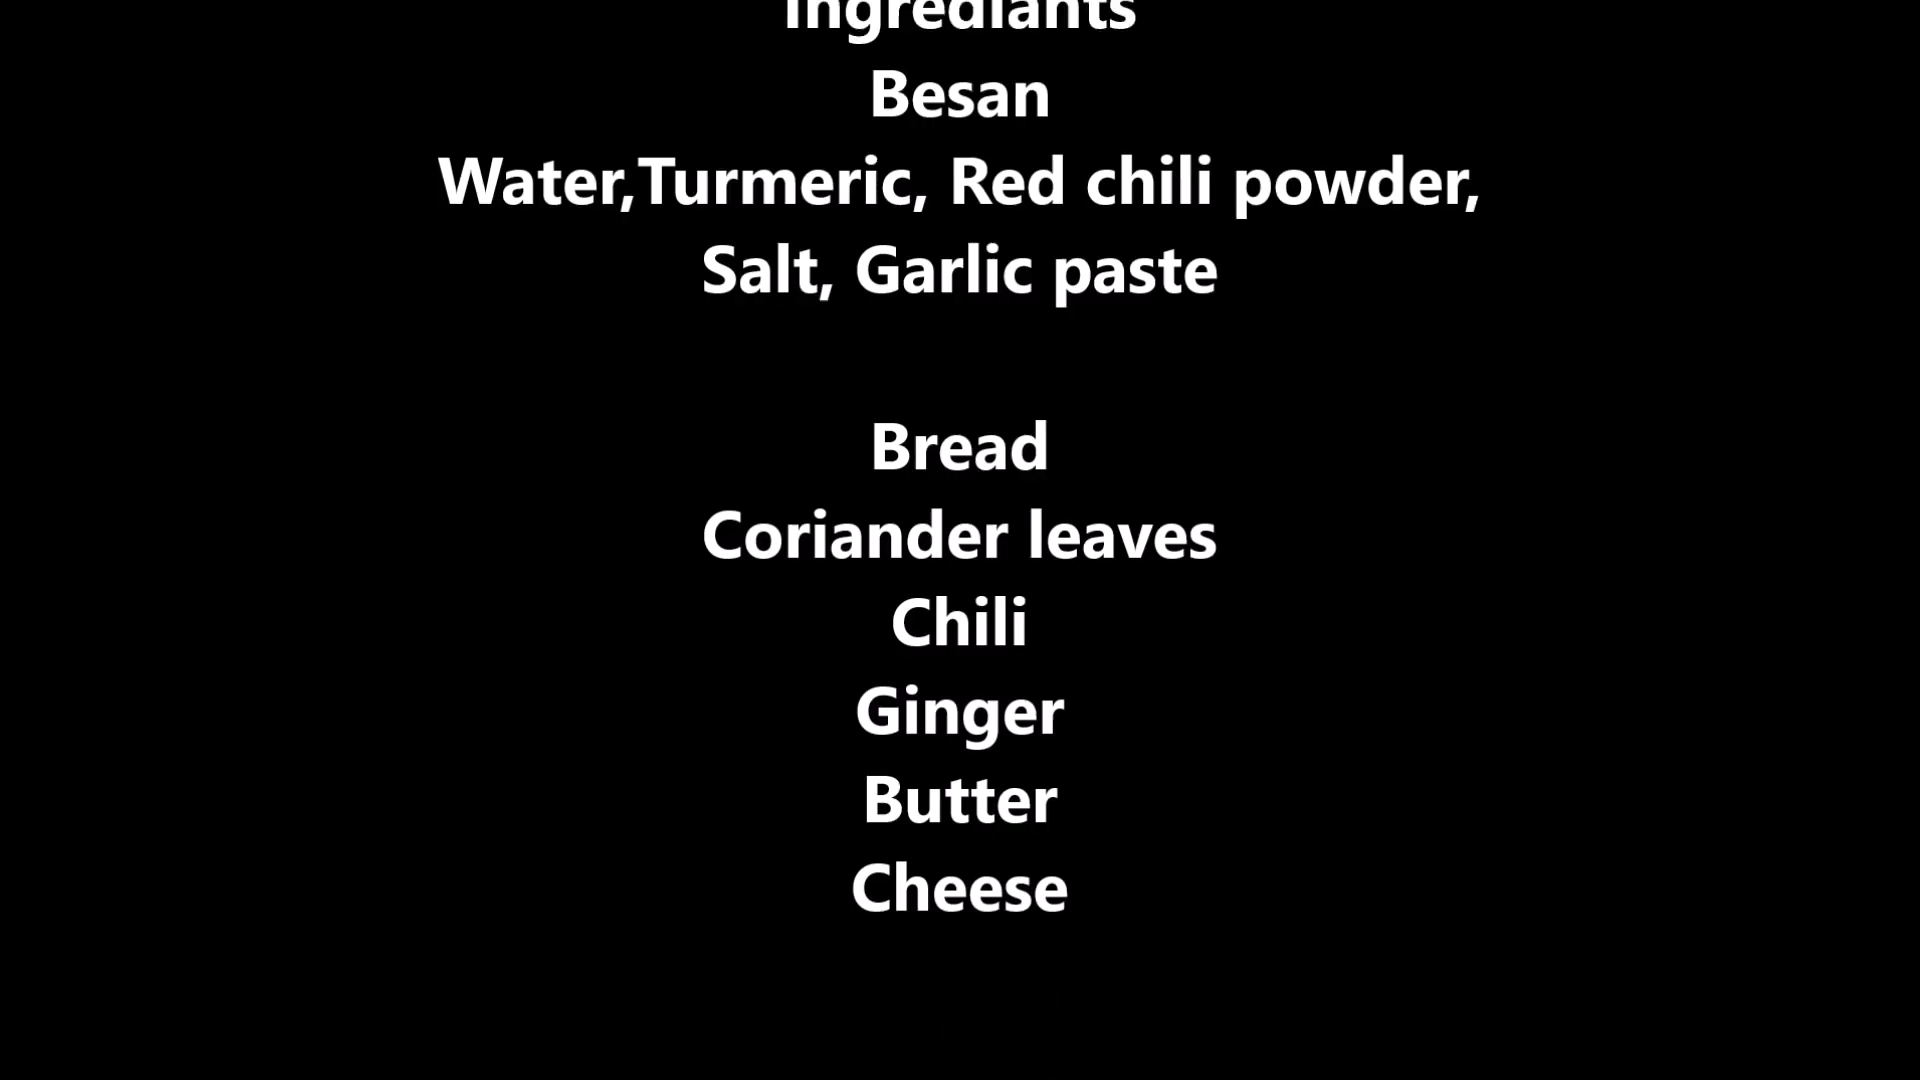 Ingrediants
Besan
Water,Turmeric, Red chili powder,
Salt, Garlic paste
Bread
Coriander leaves
Chili
Ginger
Butter
Cheese